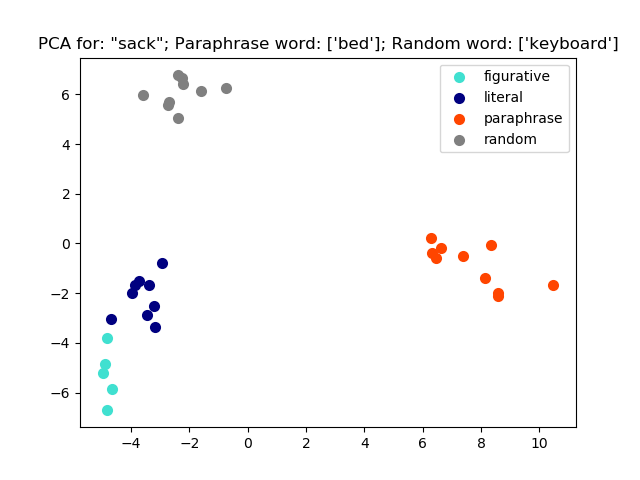 PCA for: "sack"; Paraphrase word: ['bed']; Random word: ['keyboard']
figurative
literal
paraphrase
random
6
4
2
0
−2
−4
−6
−4 −2 0 2 4 6 8 10